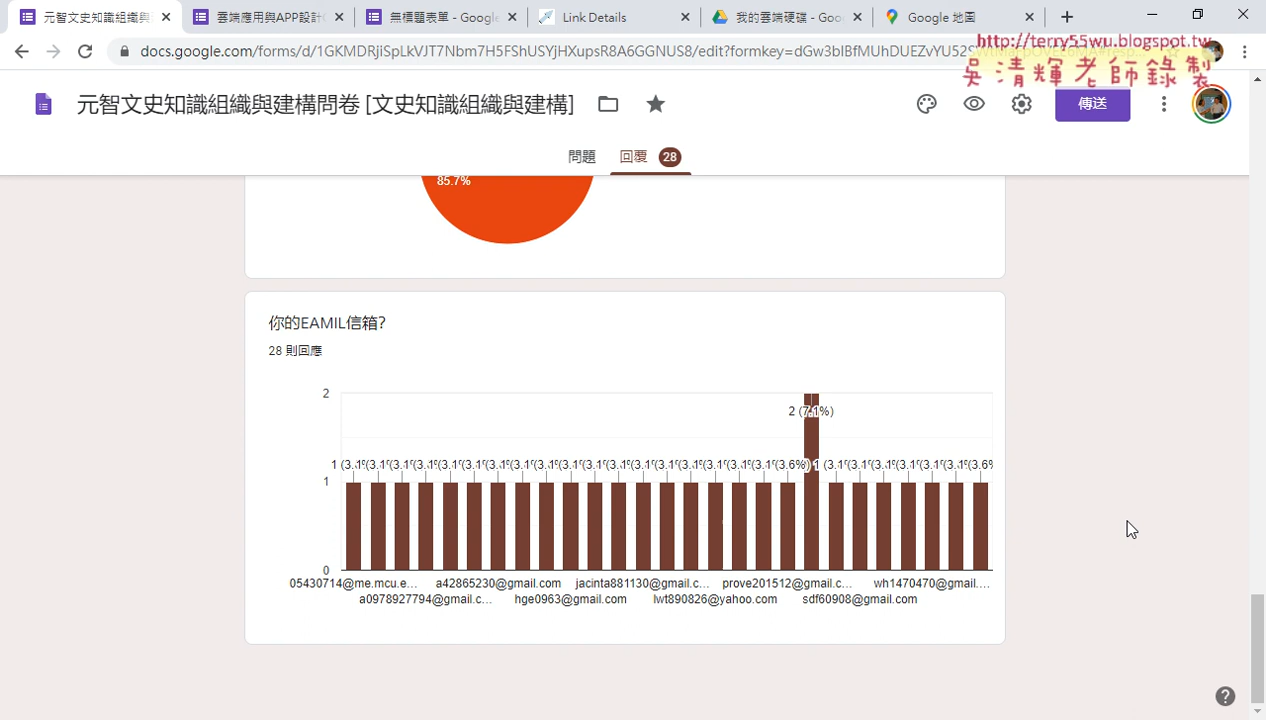 元智文史知識組織與
雲端應用與APP設計
無標題表單 - Google
Link Details
我的雲端硬碟 - Goo
Google 地圖
docs.google.com/forms/d/1GKMDRjiSpLkVJT7Nbm7H5FShUSYjHXupsR8A6GGNUS8/edit?formkey=dGw3bIBfMUhDUEZvYU52S
http://terry55wu.blogspot.tw
吳清輝老師錄製
元智文史知識組織與建構問卷 [文史知識組織與建構]
傳送
問題
回覆 28
85.7%
你的EAMIL信箱?
28 則回應
2
2 (7.1%)
1
0
05430714@me.mcu.e...
a42865230@gmail.com
jacinta881130@gmail.c...
prove201512@gmail.c...
wh1470470@gmail....
a0978927794@gmail.c...
hge0963@gmail.com
lwt890826@yahoo.com
sdf60908@gmail.com